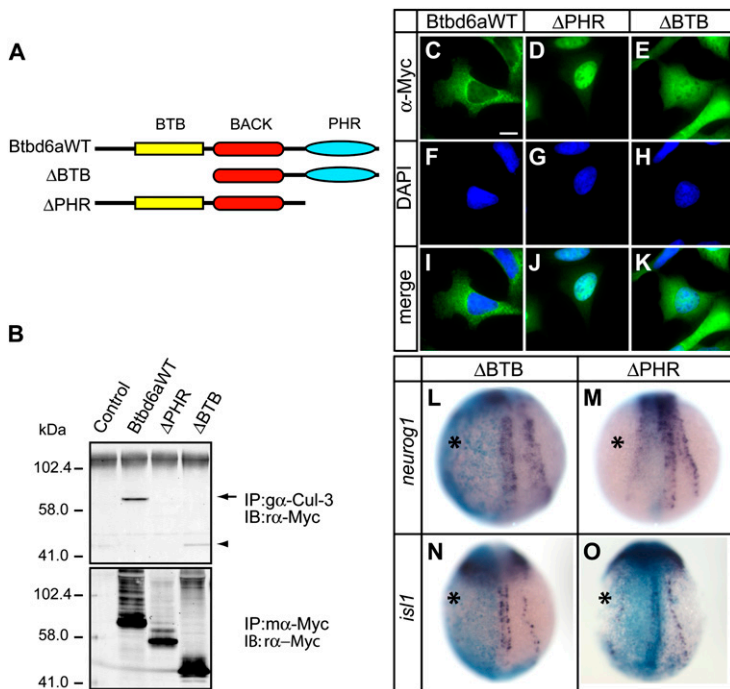 A
BTB BACK PHR
Btbd6aWT
ΔBTB
ΔPHR
B
Control Btbd6aWT ΔPHR ΔBTB
kDa
102.4
58.0
41.0
IP:gα-Cul-3
IB:rα-Myc
102.4
58.0
41.0
IP:mα-Myc
IB:rα-Myc
Btbd6aWT ΔPHR ΔBTB
α-Myc
C D E
DAPI
F G H
merge
I J K
ΔBTB ΔPHR
neurog1
L M
* *
isl1
N O
* *